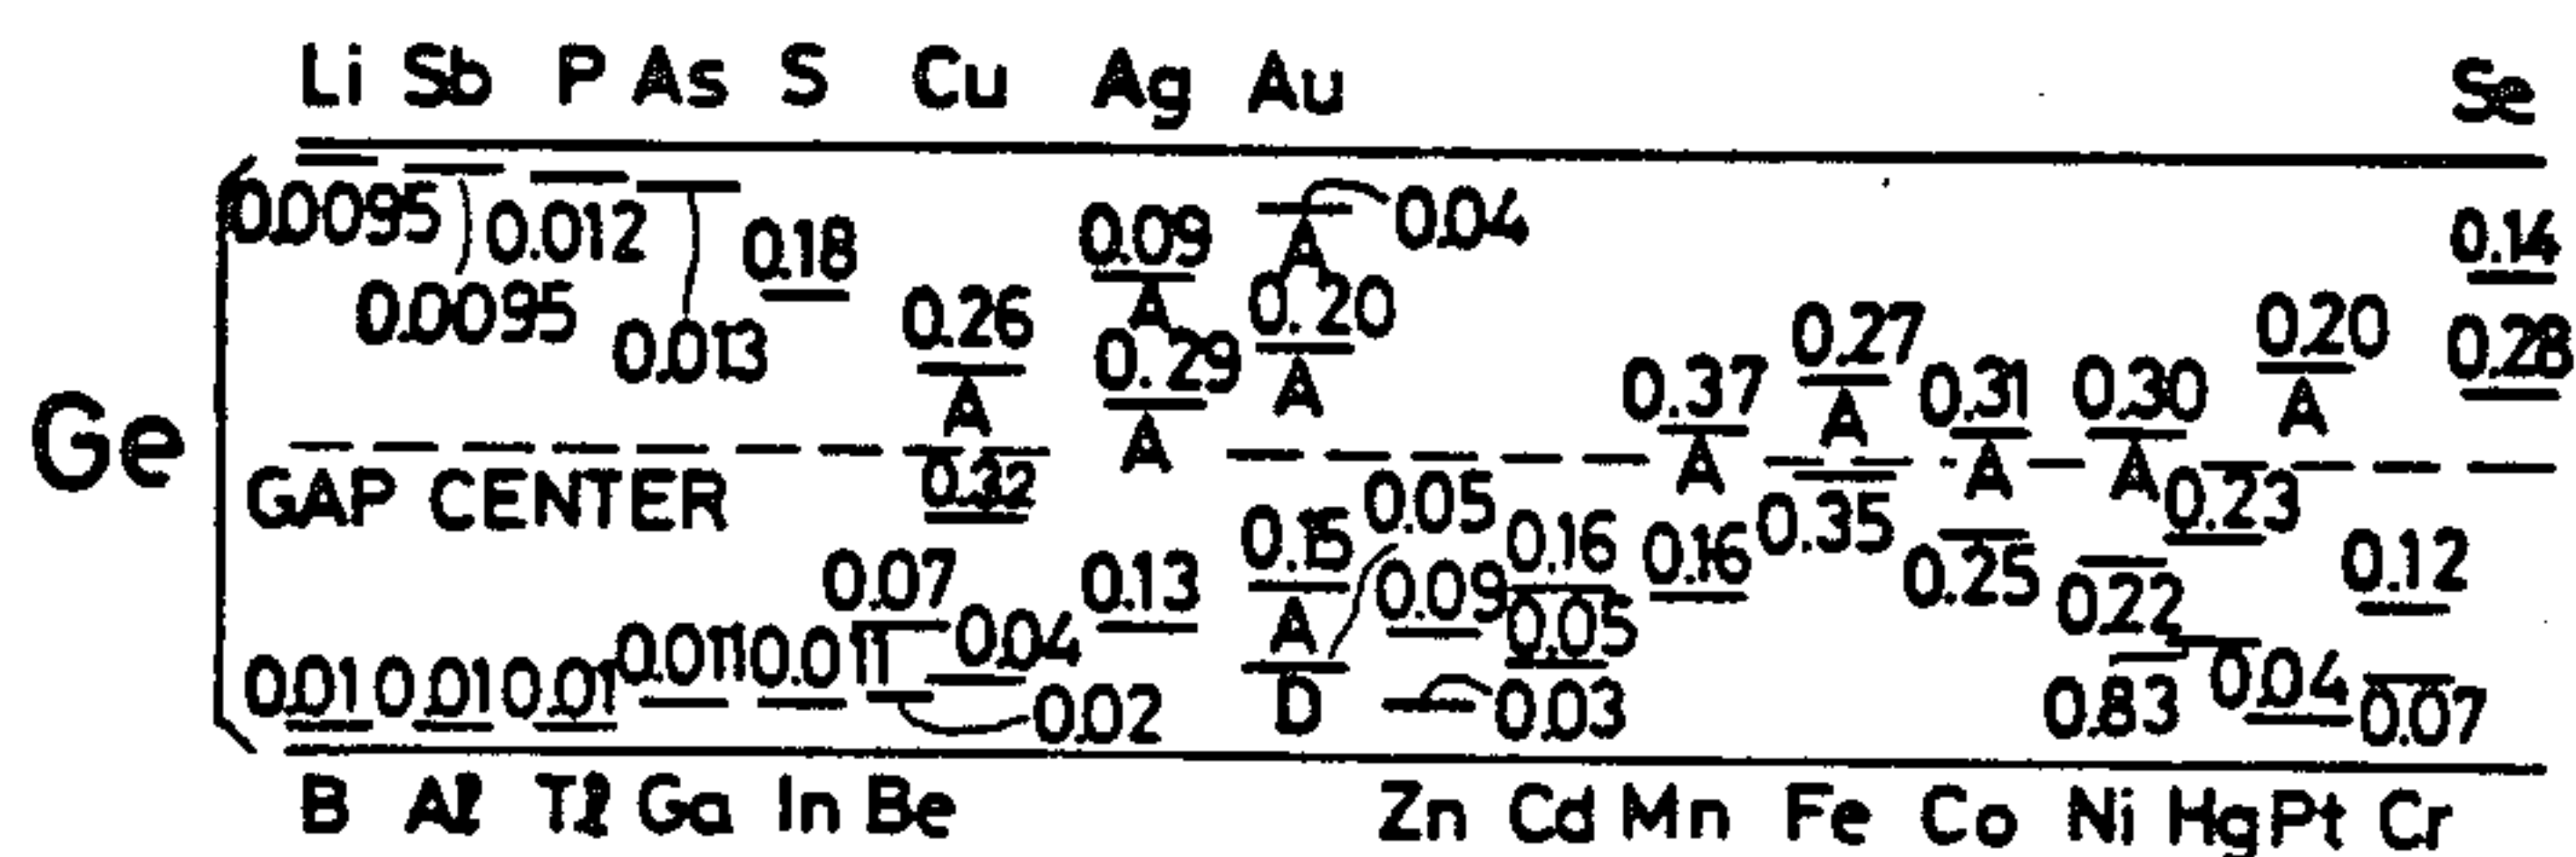 Li Sb P As S Cu Ag Au Se
0.0095 0.012 0.18 0.09 0.04 0.14
A
0.0095 0.013 0.26 A 0.20 0.27 0.20 0.28
A 0.29 A 0.37 A 0.31 0.30 A
Ge
A A A A
GAP CENTER 0.32 0.05 0.35 0.23
0.07 0.13 0.15 0.09 0.16 0.16 0.25 0.22 0.12
0.01 0.01 0.01 0.011 0.011 0.04 A 0.05
0.02 D 0.03 0.83 0.04 0.07
B Al Tl Ga In Be Zn Cd Mn Fe Co Ni Hg Pt Cr